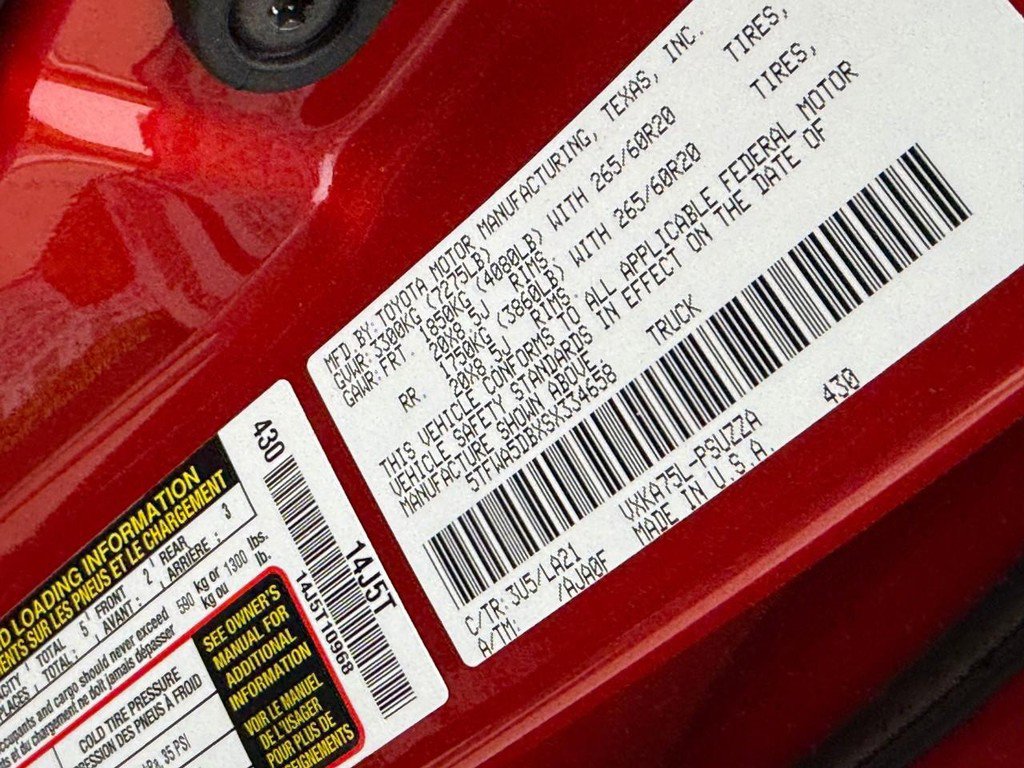 MFD.BY:TOYOTA MOTOR MANUFACTURING, TEXAS, INC.
GVWR:3300KG (7275LB)
GAWR:FRT. 1850KG (4080LB) WITH 265/60R20 TIRES,
20X8.5J RIMS.
RR. 1750KG (3860LB) WITH 265/60R20 TIRES,
20X8.5J RIMS.
THIS VEHICLE CONFORMS TO ALL APPLICABLE FEDERAL MOTOR
VEHICLE SAFETY STANDARDS IN EFFECT ON THE DATE OF
MANUFACTURE SHOWN ABOVE.
5TFWA5DBXSX334658 TRUCK
C/TR:3U5/LA21 VXKA75L-PSUZZA 430
A/TM: /AJA0F MADE IN U.S.A.
430 14J5T
14J5T10968
LOADING INFORMATION
SUR LES PNEUS ET LE CHARGEMENT
TOTAL 5 FRONT 2 REAR 3
TOTAL: AVANT: ARRIÈRE:
and cargo should never exceed 590 kg or 1300 lbs.
et du chargement ne doit jamais dépasser kg ou lb.
COLD TIRE PRESSURE
DES PNEUS À FROID
35 PSI
SEE OWNER'S
MANUAL FOR
ADDITIONAL
INFORMATION
VOIR LE MANUEL
DE L'USAGER
POUR PLUS DE